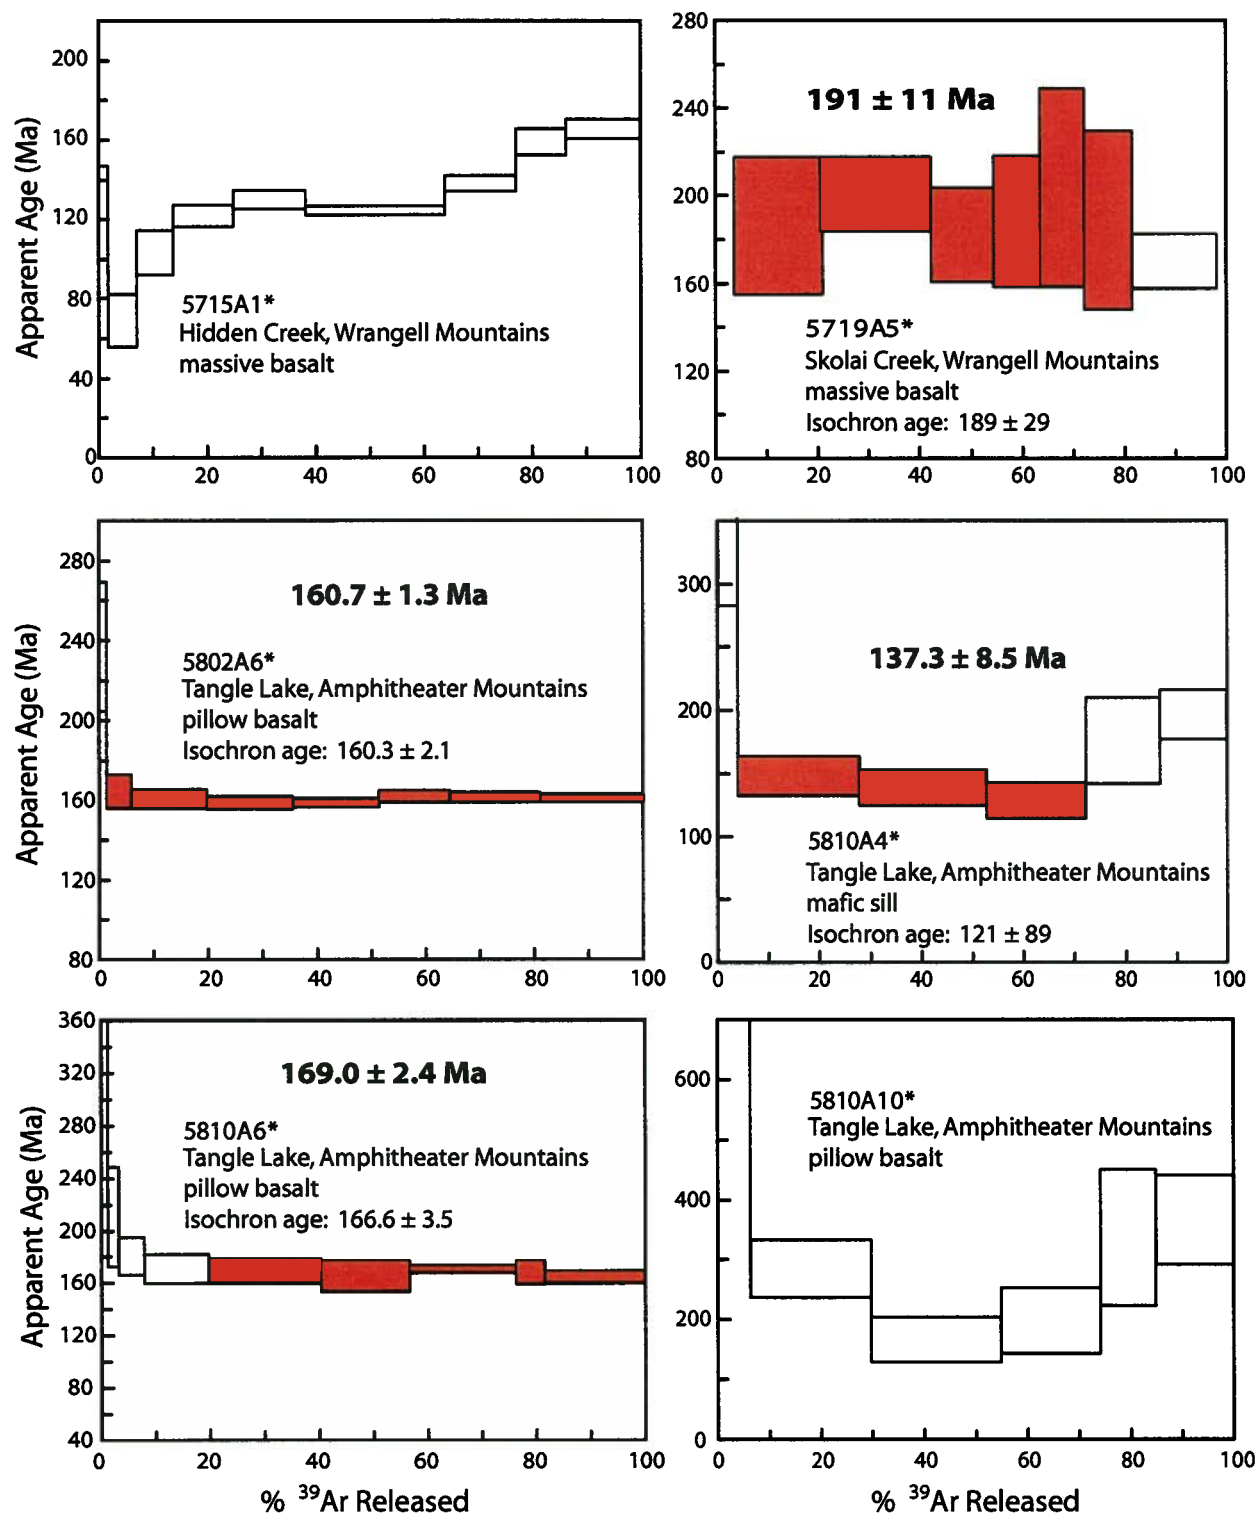 200
160
120
80
40
0
Apparent Age (Ma)
5715A1*
Hidden Creek, Wrangell Mountains
massive basalt
0 20 40 60 80 100
280
240
200
160
120
80
191 ± 11 Ma
5719A5*
Skolai Creek, Wrangell Mountains
massive basalt
Isochron age: 189 ± 29
0 20 40 60 80 100
280
240
200
160
120
80
Apparent Age (Ma)
160.7 ± 1.3 Ma
5802A6*
Tangle Lake, Amphitheater Mountains
pillow basalt
Isochron age: 160.3 ± 2.1
0 20 40 60 80 100
300
200
100
0
137.3 ± 8.5 Ma
5810A4*
Tangle Lake, Amphitheater Mountains
mafic sill
Isochron age: 121 ± 89
0 20 40 60 80 100
360
320
280
240
200
160
120
80
40
Apparent Age (Ma)
169.0 ± 2.4 Ma
5810A6*
Tangle Lake, Amphitheater Mountains
pillow basalt
Isochron age: 166.6 ± 3.5
0 20 40 60 80 100
% ³⁹Ar Released
600
400
200
0
5810A10*
Tangle Lake, Amphitheater Mountains
pillow basalt
0 20 40 60 80 100
% ³⁹Ar Released